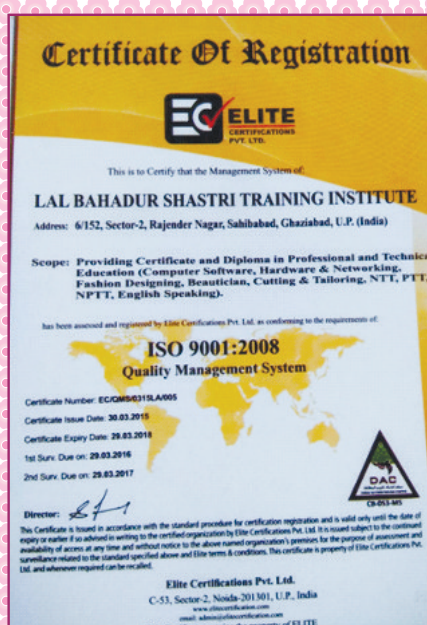 Certificate Of Registration
EC ELITE
CERTIFICATIONS
PVT. LTD.
This is to Certify that the Management System of:
LAL BAHADUR SHASTRI TRAINING INSTITUTE
Address: 6/152, Sector-2, Rajender Nagar, Sahibabad, Ghaziabad, U.P. (India)
Scope: Providing Certificate and Diploma in Professional and Technica
Education (Computer Software, Hardware & Networking,
Fashion Designing, Beautician, Cutting & Tailoring, NTT, PTT,
NPTT, English Speaking).
has been assessed and registered by Elite Certifications Pvt. Ltd. as conforming to the requirements of:
ISO 9001:2008
Quality Management System
Certificate Number: EC/QMS/0315LA/005
Certificate Issue Date: 30.03.2015
Certificate Expiry Date: 29.03.2018
1st Surv. Due on: 29.03.2016
2nd Surv. Due on: 29.03.2017
DAC
CB-053-MS
Director:
This Certificate is issued in accordance with the standard procedure for certification registration and is valid only until the date of
expiry or earlier if so advised in writing to the certified organization by Elite Certifications Pvt. Ltd. It is issued subject to the continued
availability of access at any time and without notice to the above named organization's premises for the purpose of assessment and
surveillance related to the standard specified above and Elite terms & conditions. This certificate is property of Elite Certifications Pvt.
Ltd. and whenever required can be recalled.
Elite Certifications Pvt. Ltd.
C-53, Sector-2, Noida-201301, U.P., India
www.elitecertification.com
email: admin@elitecertification.com
of ELITE